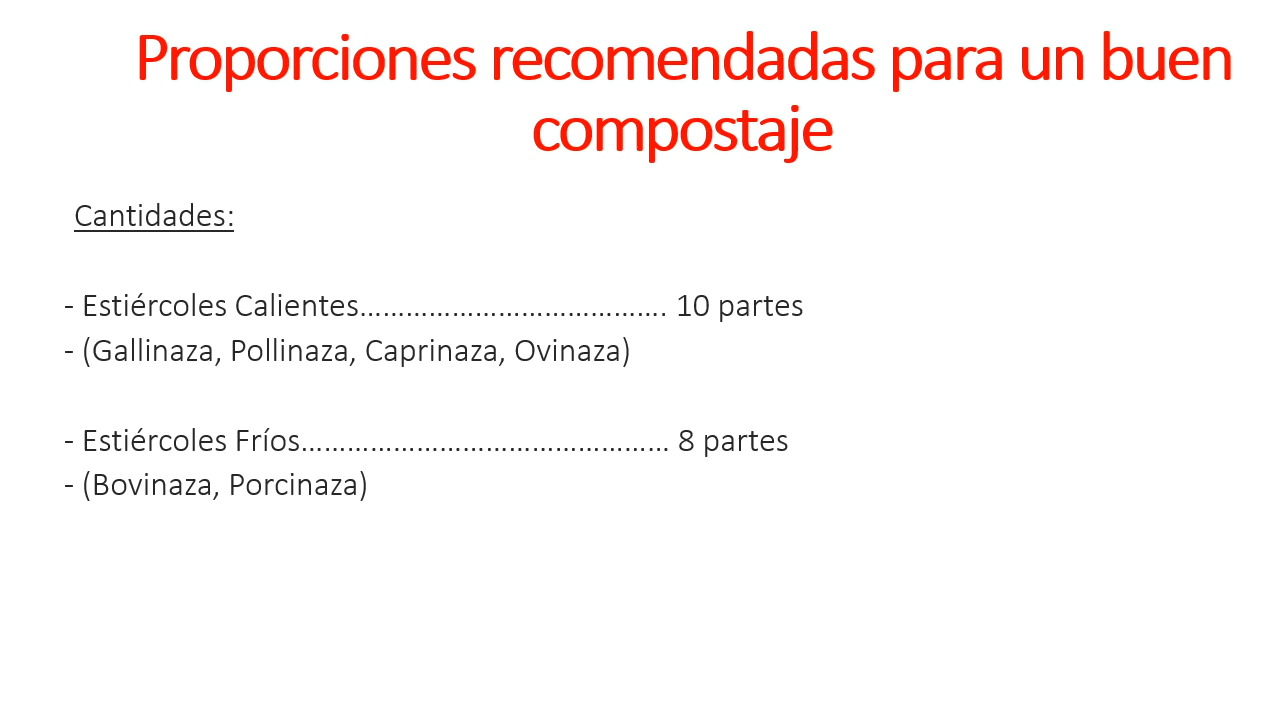 Proporciones recomendadas para un buen
compostaje
Cantidades:
- Estiércoles Calientes…………………………………. 10 partes
- (Gallinaza, Pollinaza, Caprinaza, Ovinaza)
- Estiércoles Fríos………………………………………… 8 partes
- (Bovinaza, Porcinaza)